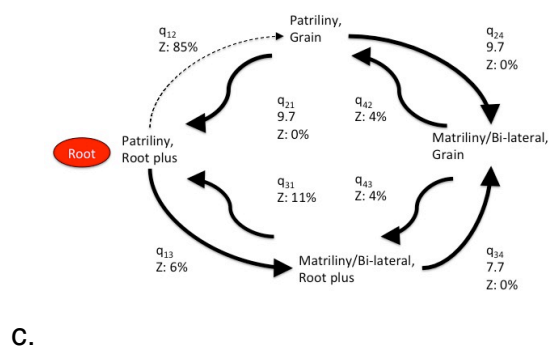 q12
Z: 85%
Patriliny,
Grain
q24
9.7
Z: 0%
q21
9.7
Z: 0%
q42
Z: 4%
Root
Patriliny,
Root plus
Matriliny/Bi-lateral,
Grain
q31
Z: 11%
q43
Z: 4%
q13
Z: 6%
Matriliny/Bi-lateral,
Root plus
q34
7.7
Z: 0%
C.